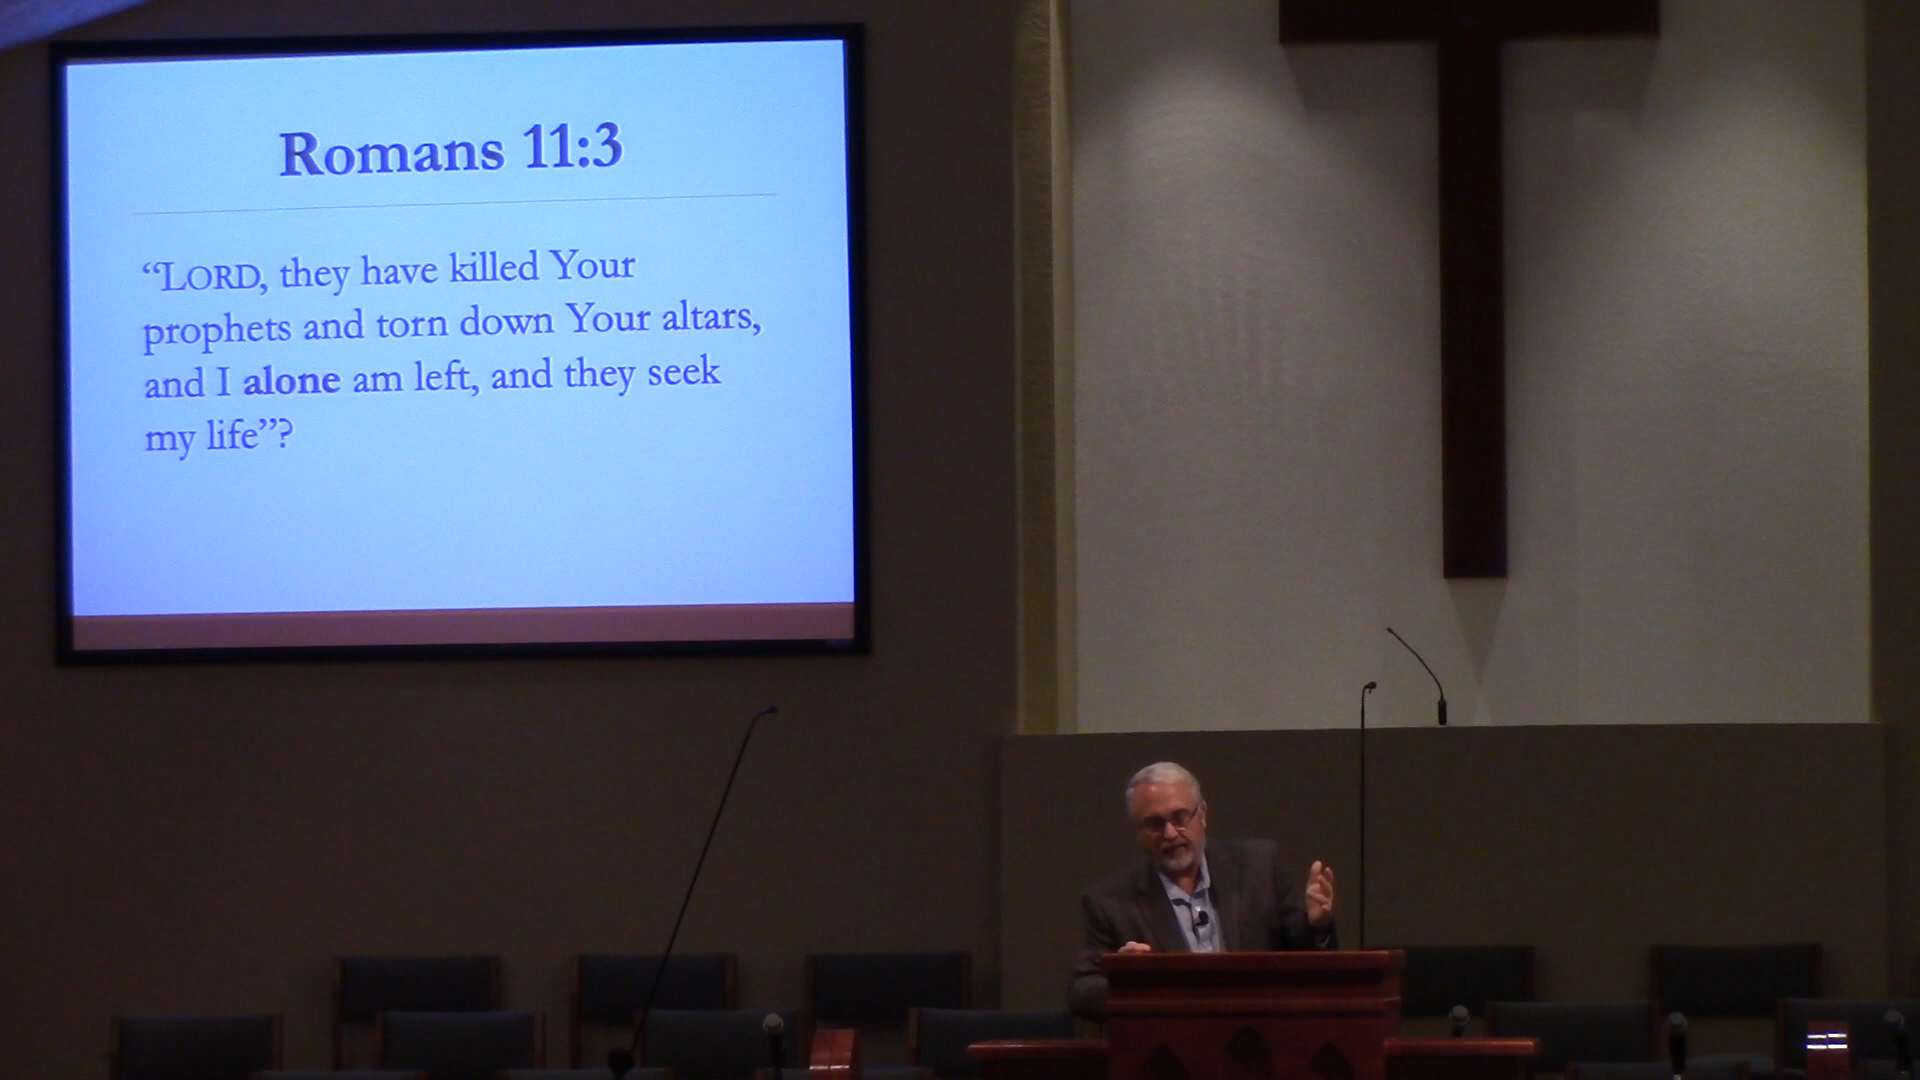 Romans 11:3
“LORD, they have killed Your
prophets and torn down Your altars,
and I alone am left, and they seek
my life”?